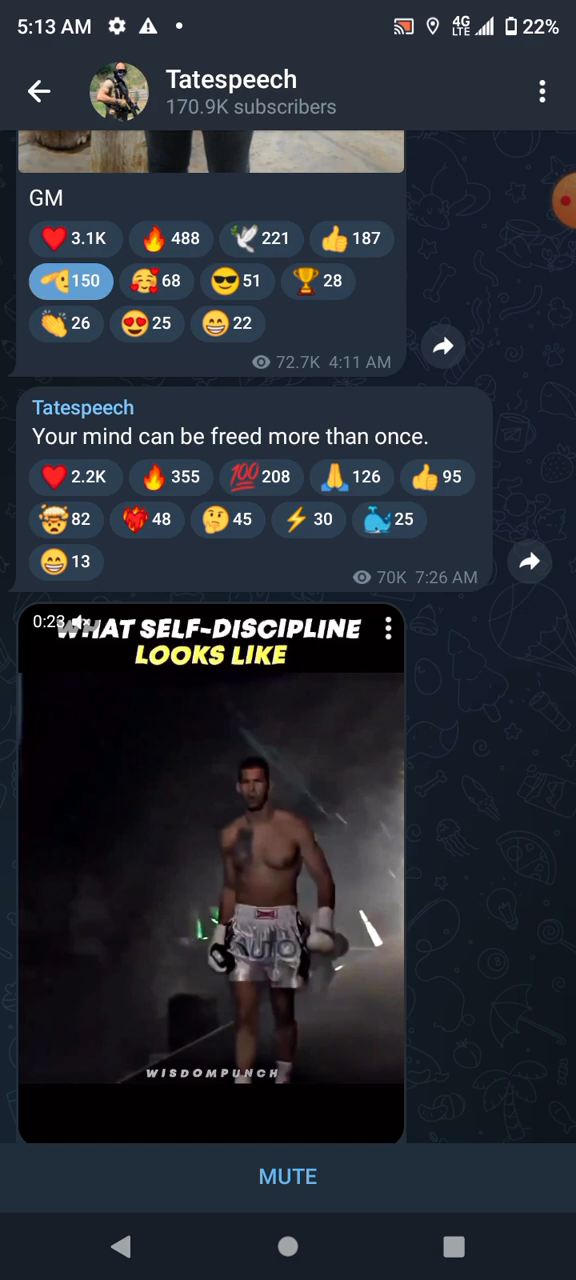 5:13 AM
4G
LTE
22%
Tatespeech
170.9K subscribers
GM
3.1K 488 221 187
150 68 51 28
26 25 22
72.7K 4:11 AM
Tatespeech
Your mind can be freed more than once.
2.2K 355 100 208 126 95
82 48 45 30 25
13
70K 7:26 AM
0:23
WHAT SELF-DISCIPLINE
LOOKS LIKE
AUTO
WISDOMPUNCH
MUTE